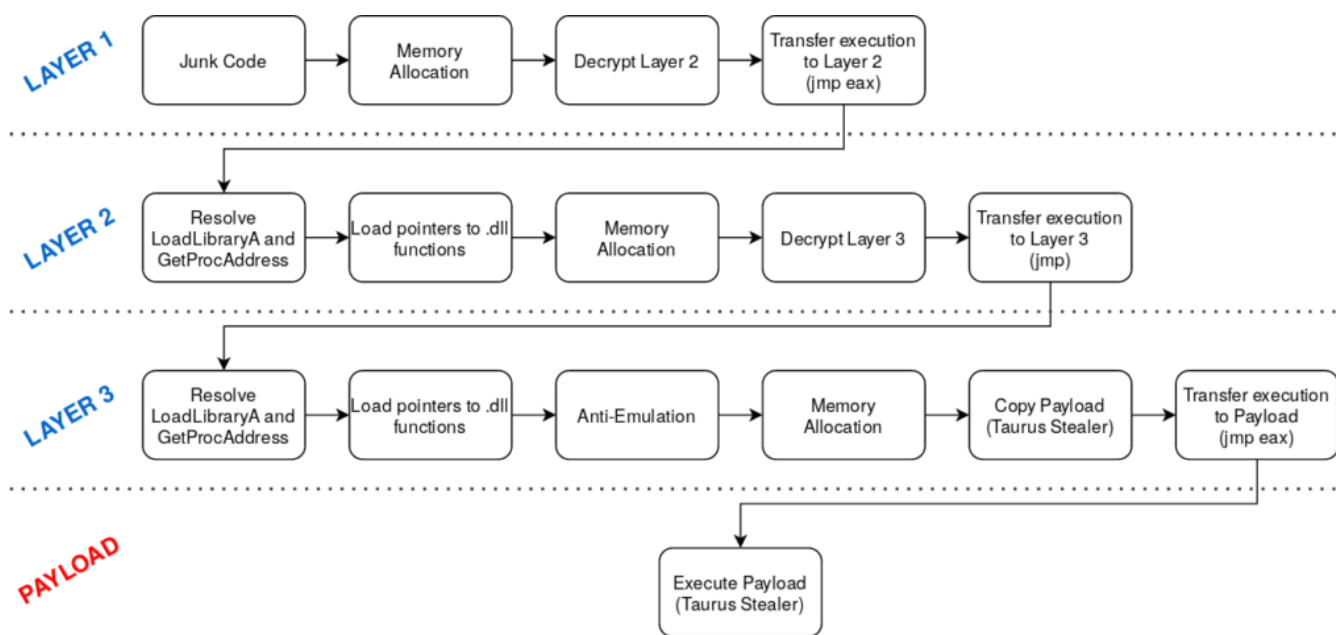 LAYER 1
Junk Code
Memory
Allocation
Decrypt Layer 2
Transfer execution
to Layer 2
(jmp eax)
LAYER 2
Resolve
LoadLibraryA and
GetProcAddress
Load pointers to .dll
functions
Memory
Allocation
Decrypt Layer 3
Transfer execution
to Layer 3
(jmp)
LAYER 3
Resolve
LoadLibraryA and
GetProcAddress
Load pointers to .dll
functions
Anti-Emulation
Memory
Allocation
Copy Payload
(Taurus Stealer)
Transfer execution
to Payload
(jmp eax)
PAYLOAD
Execute Payload
(Taurus Stealer)